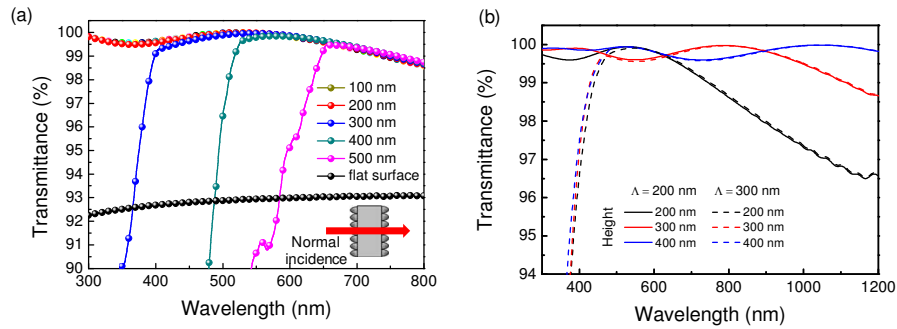 (a)
Transmittance (%)
100
99
98
97
96
95
94
93
92
91
90
100 nm
200 nm
300 nm
400 nm
500 nm
flat surface
Normal
incidence
300 400 500 600 700 800
Wavelength (nm)
(b)
Transmittance (%)
101
100
99
98
97
96
95
94
Λ = 200 nm Λ = 300 nm
Height
200 nm 200 nm
300 nm 300 nm
400 nm 400 nm
400 600 800 1000 1200
Wavelength (nm)